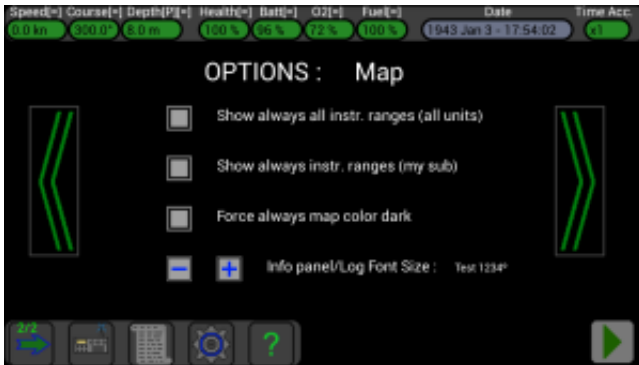 Speed[=] Course[=] Depth[P][=] Health[=] Batt[=] O2[=] Fuel[=] Date Time Acc.
0.0 kn 300.0° 8.0 m 100 % 96 % 72 % 100 % 1943 Jan 3 - 17:54:02 x1
OPTIONS : Map
Show always all instr. ranges (all units)
Show always instr. ranges (my sub)
Force always map color dark
Info panel/Log Font Size : Test 1234º
2/2
?